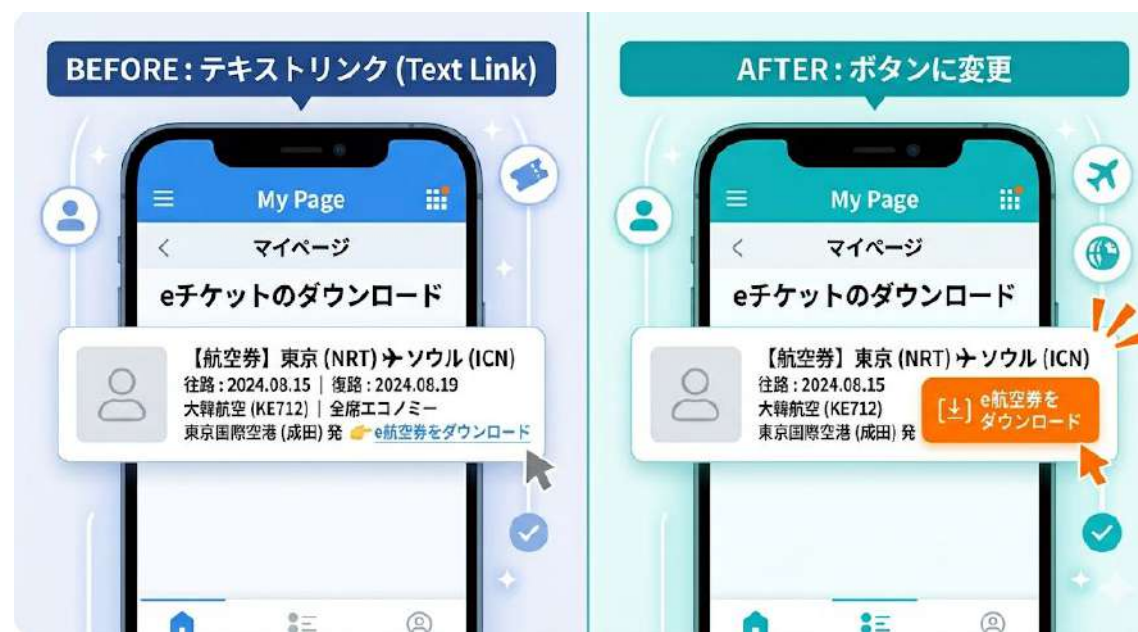 BEFORE : テキストリンク (Text Link)
My Page
マイページ
eチケットのダウンロード
【航空券】東京 (NRT) ✈ ソウル (ICN)
往路 : 2024.08.15 | 復路 : 2024.08.19
大韓航空 (KE712) | 全席エコノミー
東京国際空港 (成田) 発 👉 e航空券をダウンロード
AFTER : ボタンに変更
My Page
マイページ
eチケットのダウンロード
【航空券】東京 (NRT) ✈ ソウル (ICN)
往路 : 2024.08.15
大韓航空 (KE712)
東京国際空港 (成田) 発
e航空券を
ダウンロード